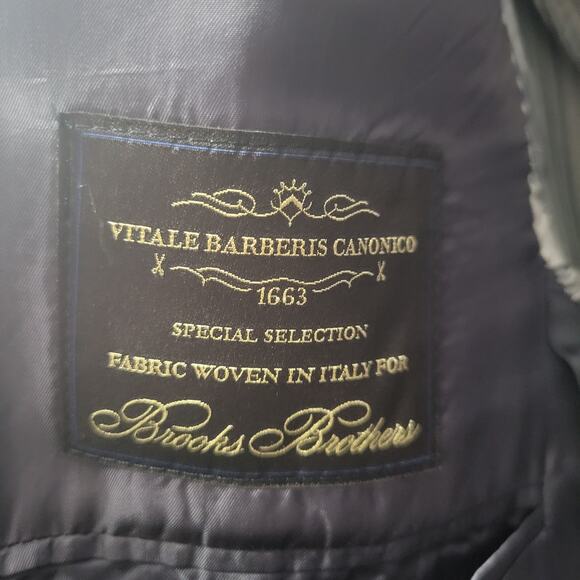 VITALE BARBERIS CANONICO
1663
SPECIAL SELECTION
FABRIC WOVEN IN ITALY FOR
Brooks Brothers